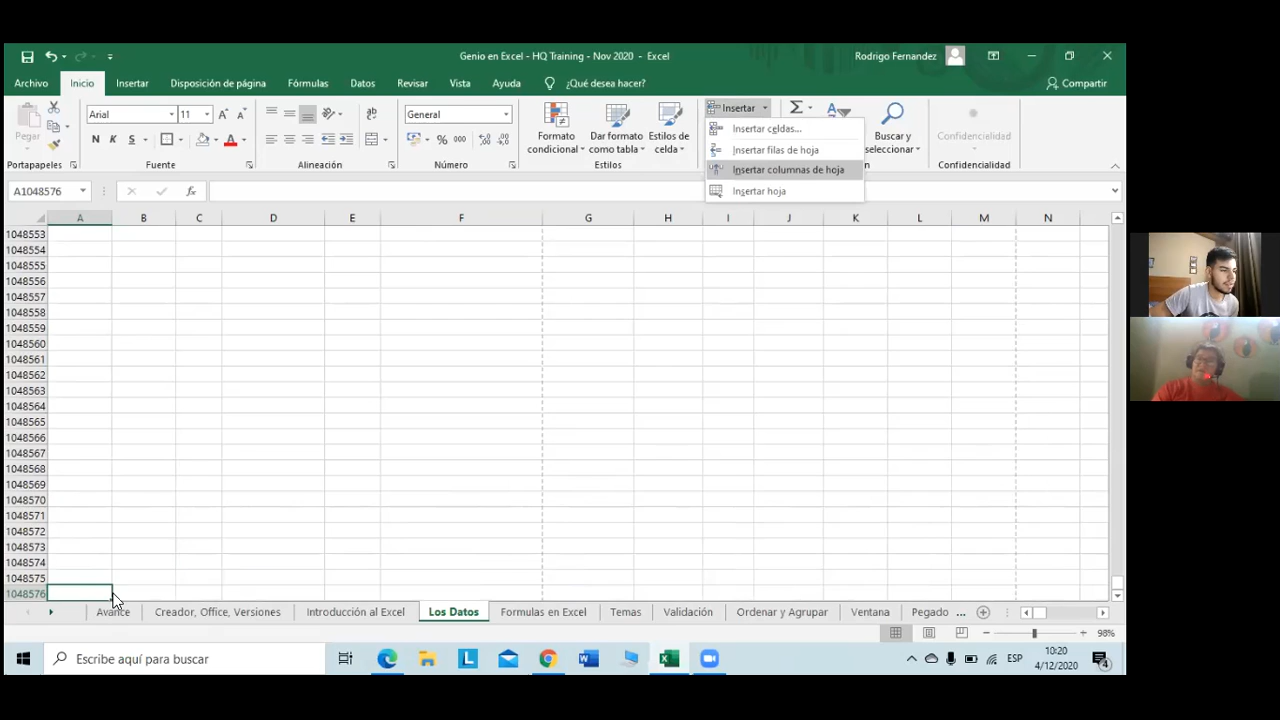 Genio en Excel - HQ Training - Nov 2020 - Excel
Rodrigo Fernandez
Archivo Inicio Insertar Disposición de página Fórmulas Datos Revisar Vista Ayuda ¿Qué desea hacer? Compartir
Pegar
Arial 11
General
N K S
% 000
Formato condicional
Dar formato como tabla
Estilos de celda
Insertar
Insertar celdas...
Insertar filas de hoja
Insertar columnas de hoja
Insertar hoja
Buscar y seleccionar
Confidencialidad
Portapapeles Fuente Alineación Número Estilos Confidencialidad
A1048576 fx
A B C D E F G H I J K L M N
1048553
1048554
1048555
1048556
1048557
1048558
1048559
1048560
1048561
1048562
1048563
1048564
1048565
1048566
1048567
1048568
1048569
1048570
1048571
1048572
1048573
1048574
1048575
1048576
Avance Creador, Office, Versiones Introducción al Excel Los Datos Formulas en Excel Temas Validación Ordenar y Agrupar Ventana Pegado ...
98%
Escribe aquí para buscar
ESP
10:20
4/12/2020
4